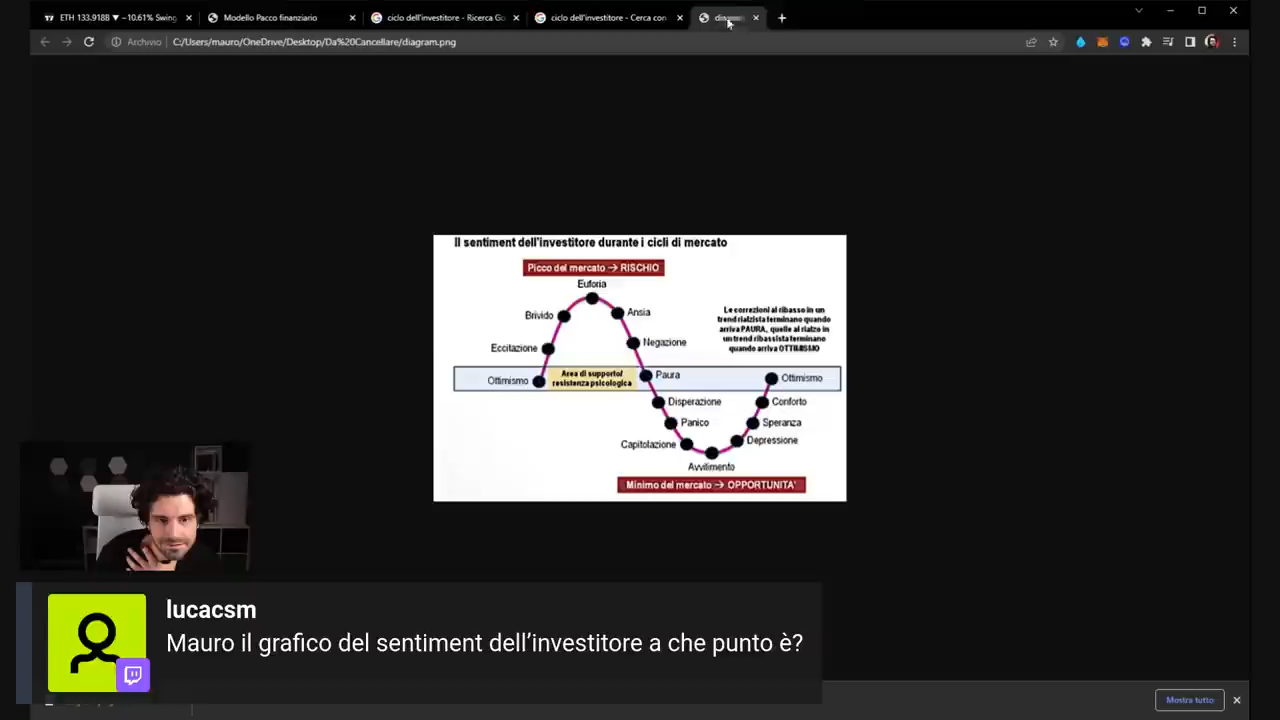 ETH 133.918B ▼ −10.61% Swing
Modello Pacco finanziario
ciclo dell'investitore - Ricerca Go
ciclo dell'investitore - Cerca con
Archivio
C:/Users/mauro/OneDrive/Desktop/Da%20Cancellare/diagram.png
Il sentiment dell'investitore durante i cicli di mercato
Picco del mercato → RISCHIO
Euforia
Brivido
Ansia
Le correzioni al ribasso in un
trend rialzista terminano quando
arriva PAURA, quelle al rialzo in
un trend ribassista terminano
quando arriva OTTIMISMO
Eccitazione
Negazione
Ottimismo
Area di supporto/
resistenza psicologica
Paura
Ottimismo
Disperazione
Conforto
Panico
Speranza
Capitolazione
Depressione
Avvilimento
Minimo del mercato → OPPORTUNITA'
lucacsm
Mauro il grafico del sentiment dell’investitore a che punto è?
Mostra tutto